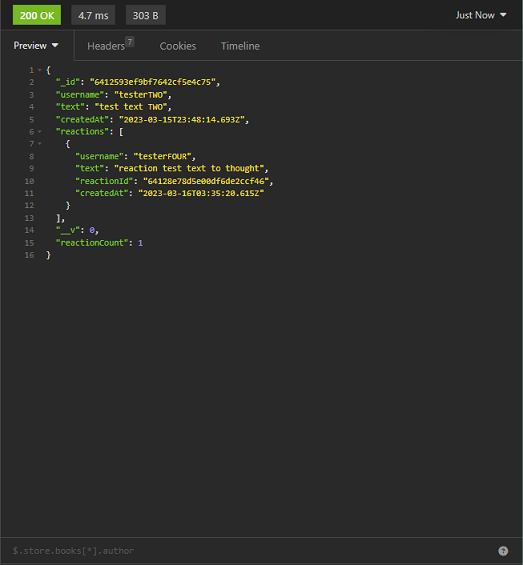 200 OK 4.7 ms 303 B Just Now
Preview Headers 7 Cookies Timeline
1 {
2 "_id": "6412593ef9bf7642cf5e4c75",
3 "username": "testerTWO",
4 "text": "test text TWO",
5 "createdAt": "2023-03-15T23:48:14.693Z",
6 "reactions": [
7 {
8 "username": "testerFOUR",
9 "text": "reaction test text to thought",
10 "reactionId": "64128e78d5e00df6de2ccf46",
11 "createdAt": "2023-03-16T03:35:20.615Z"
12 }
13 ],
14 "__v": 0,
15 "reactionCount": 1
16 }
$.store.books[*].author